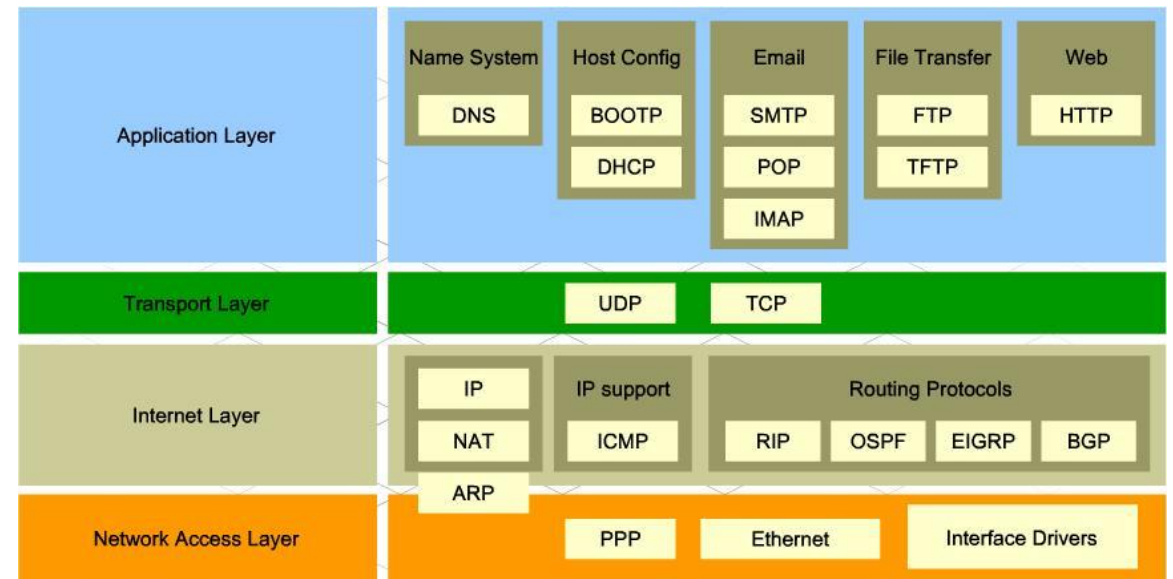 Application Layer
Name System
Host Config
Email
File Transfer
Web
DNS
BOOTP
SMTP
FTP
HTTP
DHCP
POP
TFTP
IMAP
Transport Layer
UDP
TCP
Internet Layer
IP
IP support
Routing Protocols
NAT
ICMP
RIP
OSPF
EIGRP
BGP
ARP
Network Access Layer
PPP
Ethernet
Interface Drivers